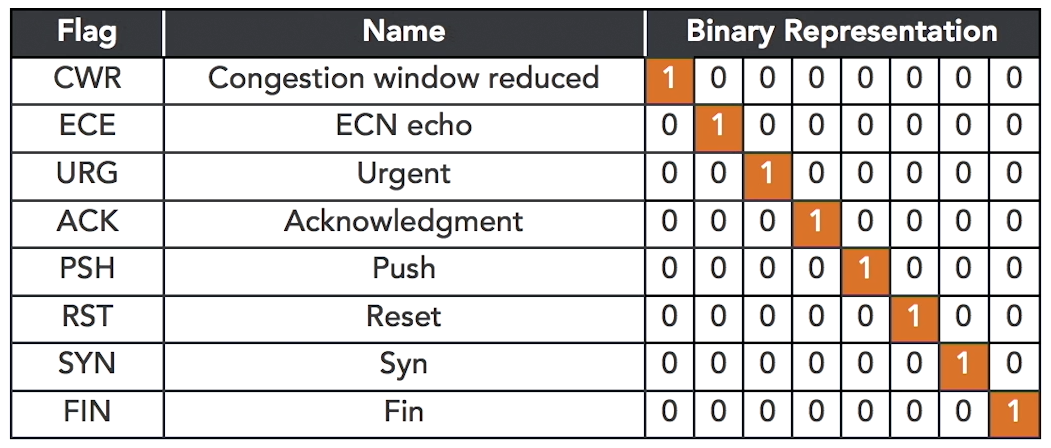 Flag Name Binary Representation
CWR Congestion window reduced 1 0 0 0 0 0 0 0
ECE ECN echo 0 1 0 0 0 0 0 0
URG Urgent 0 0 1 0 0 0 0 0
ACK Acknowledgment 0 0 0 1 0 0 0 0
PSH Push 0 0 0 0 1 0 0 0
RST Reset 0 0 0 0 0 1 0 0
SYN Syn 0 0 0 0 0 0 1 0
FIN Fin 0 0 0 0 0 0 0 1